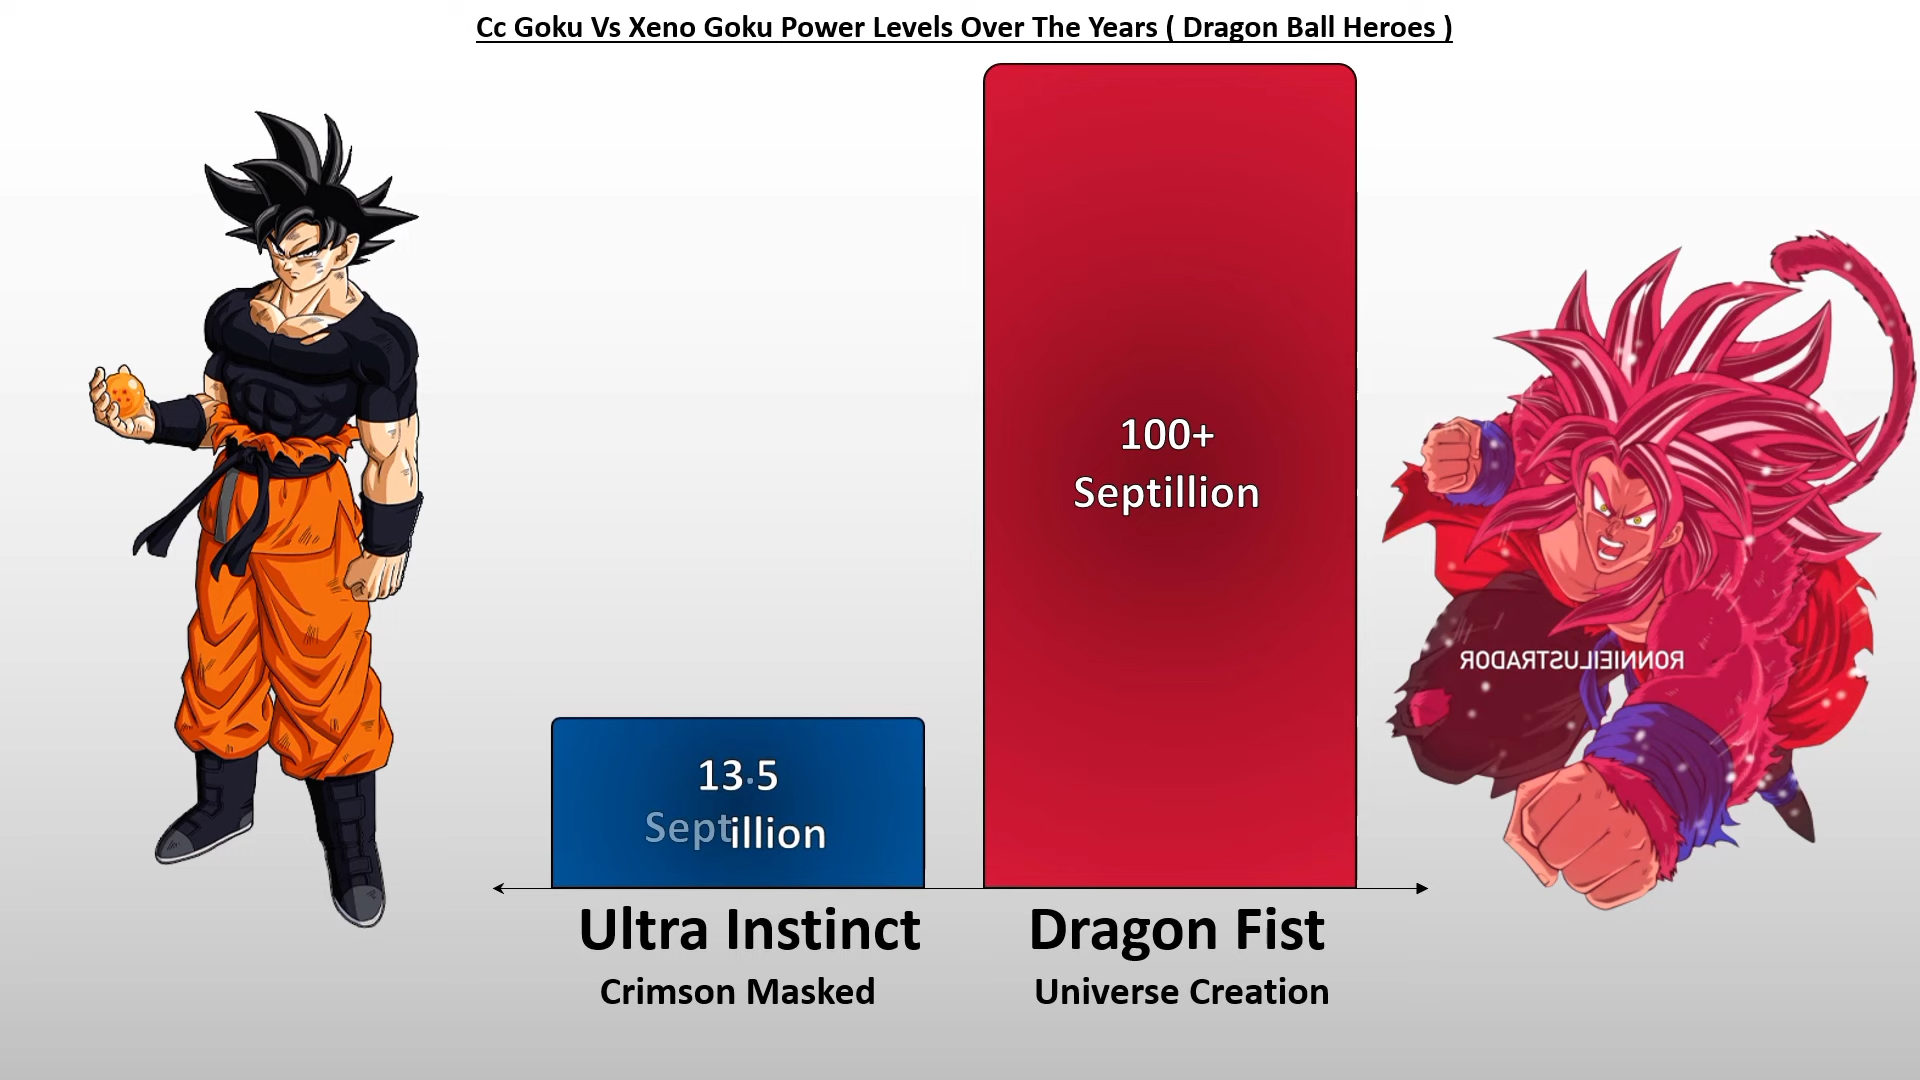 Cc Goku Vs Xeno Goku Power Levels Over The Years ( Dragon Ball Heroes )
100+
Septillion
RONNIEILUSTRADOR
13.5
Septillion
Ultra Instinct
Dragon Fist
Crimson Masked
Universe Creation